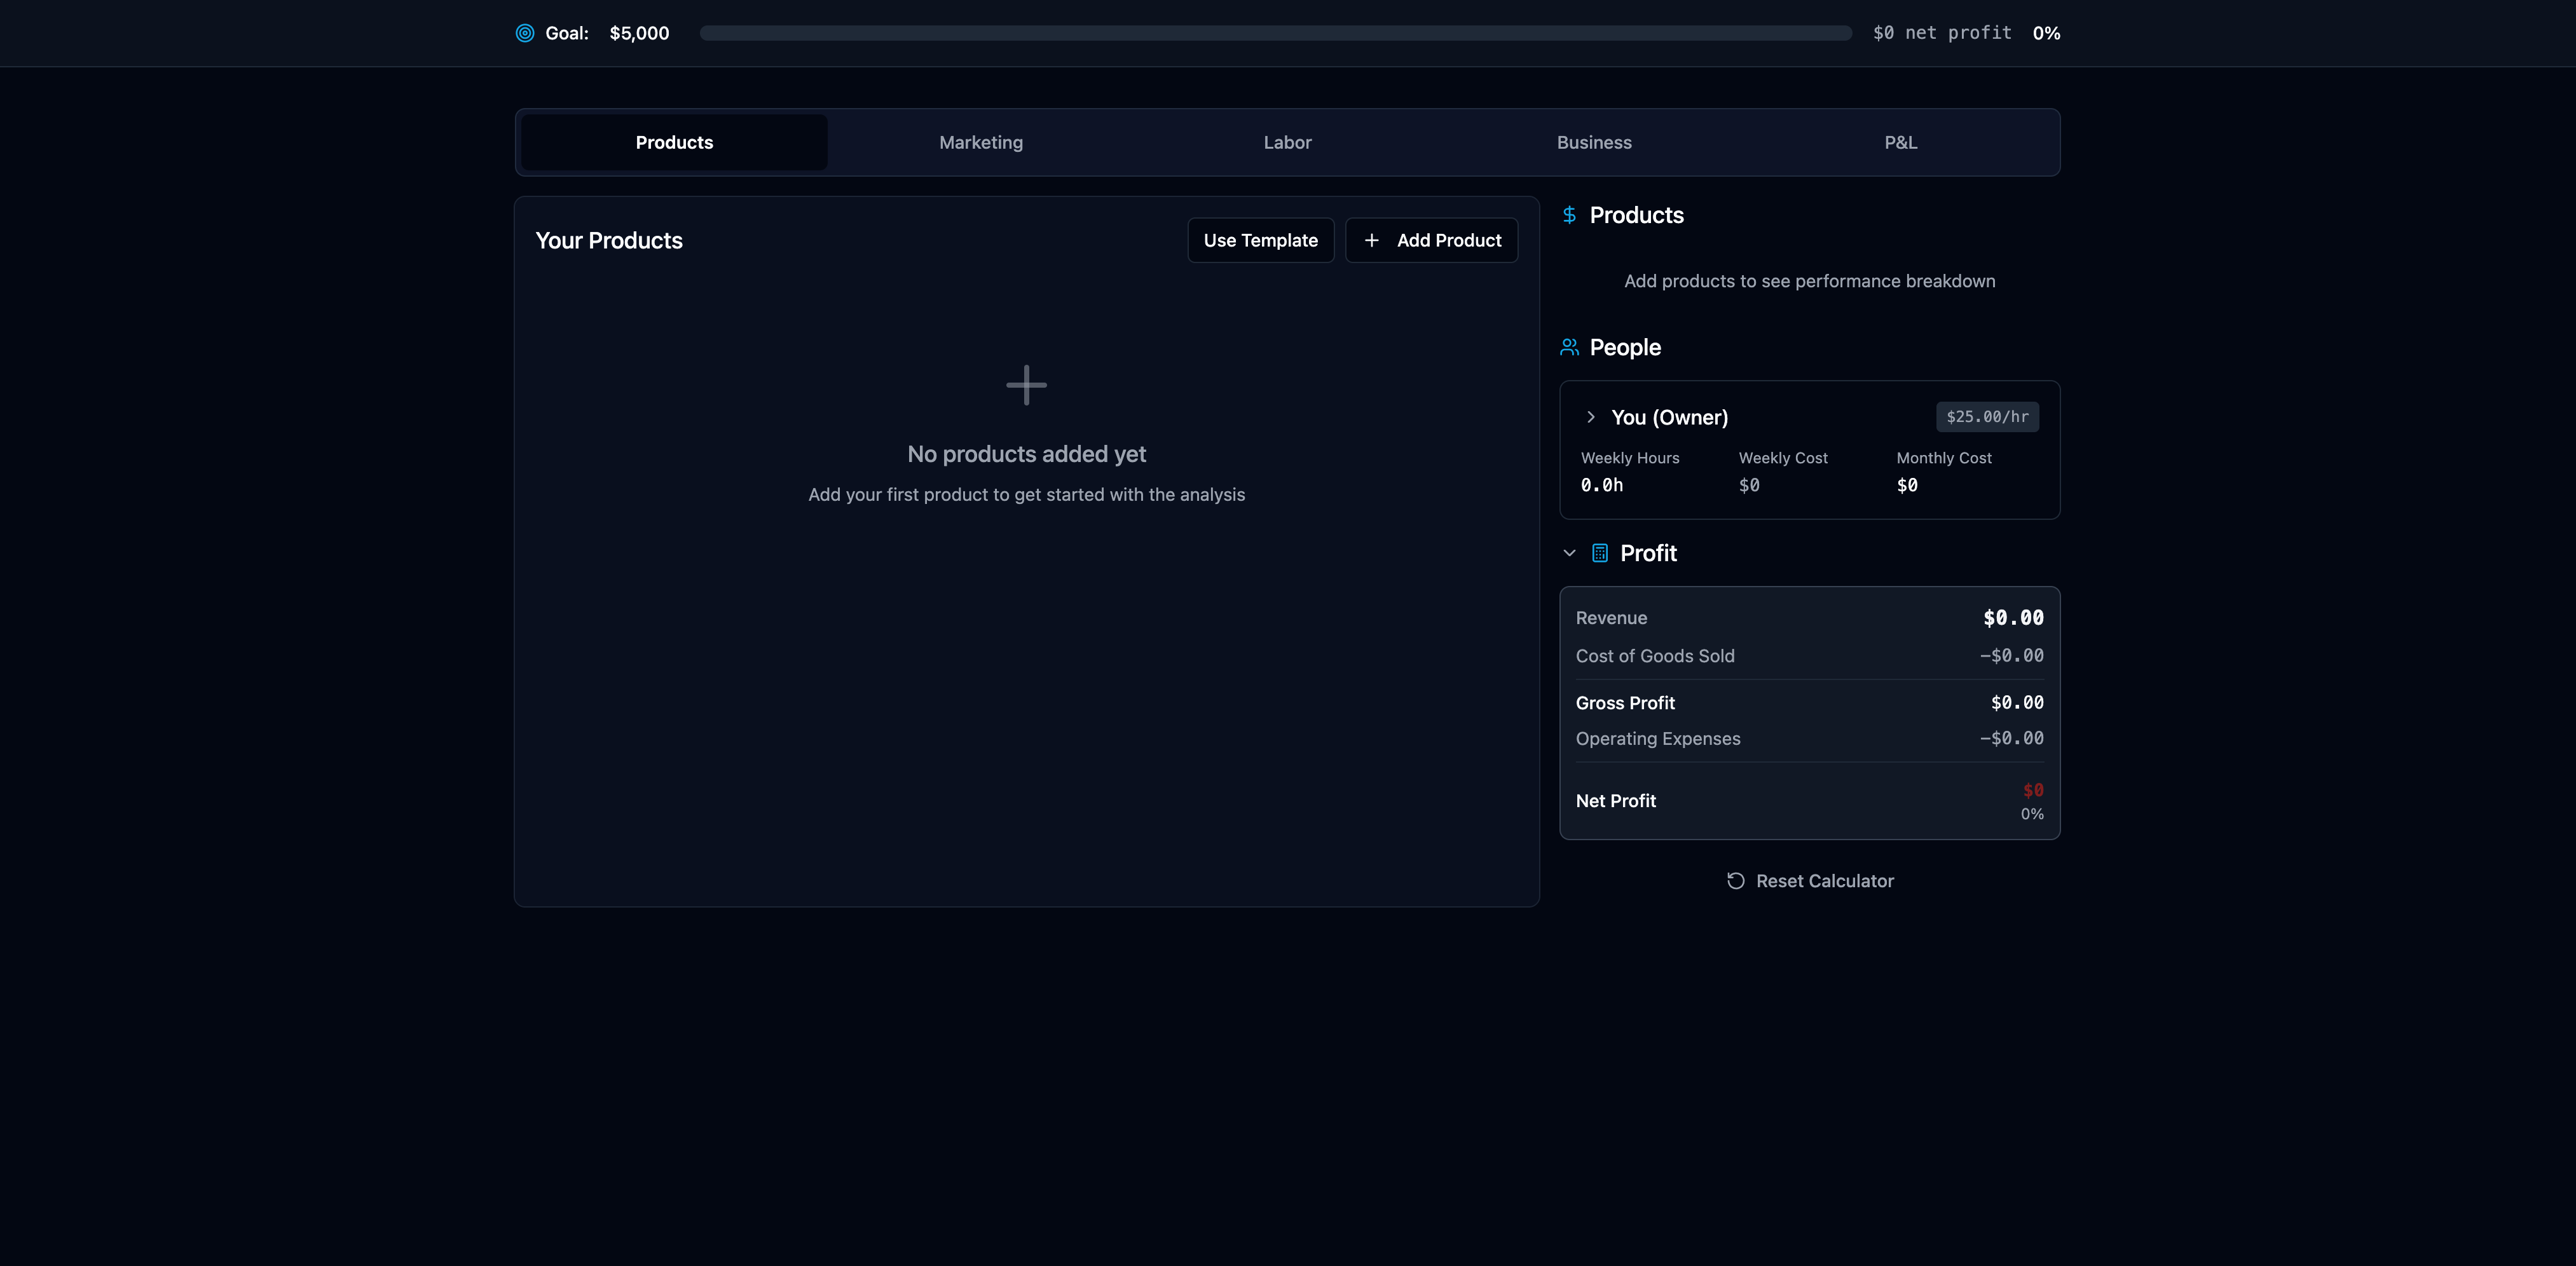 Goal: $5,000 $0 net profit 0%
Products Marketing Labor Business P&L
Your Products
Use Template
Add Product
No products added yet
Add your first product to get started with the analysis
Products
Add products to see performance breakdown
People
You (Owner) $25.00/hr
Weekly Hours Weekly Cost Monthly Cost
0.0h $0 $0
Profit
Revenue $0.00
Cost of Goods Sold −$0.00
Gross Profit $0.00
Operating Expenses −$0.00
Net Profit $0
0%
Reset Calculator